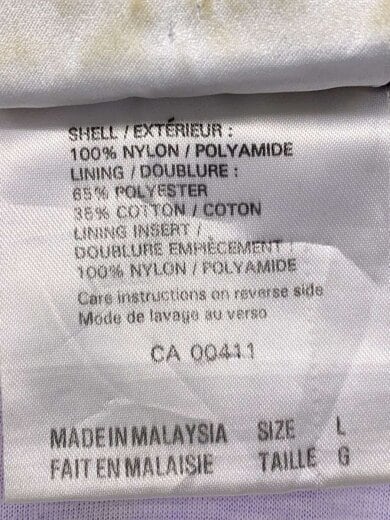 SHELL / EXTÉRIEUR :
100% NYLON / POLYAMIDE
LINING / DOUBLURE :
65% POLYESTER
35% COTTON / COTON
LINING INSERT /
DOUBLURE EMPIÈCEMENT
100% NYLON / POLYAMIDE
Care instructions on reverse side
Mode de lavage au verso
CA 00411
MADE IN MALAYSIA SIZE L
FAIT EN MALAISIE TAILLE G